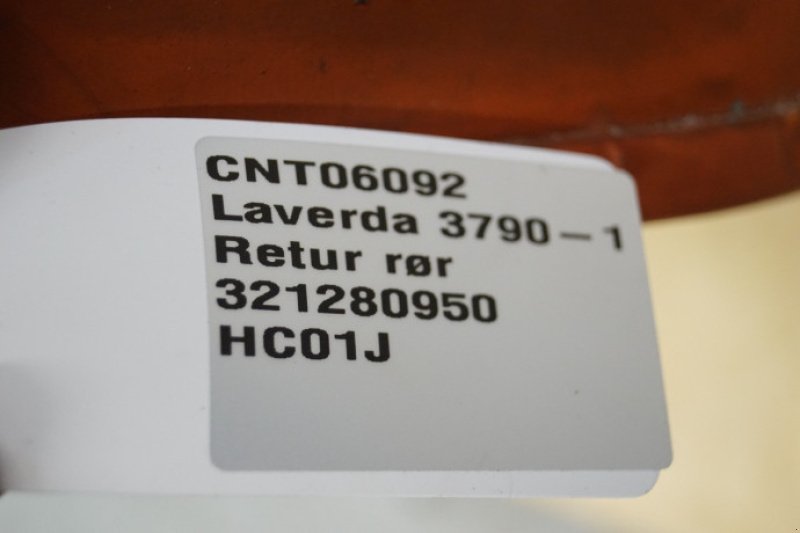 CNT06092
Laverda 3790-1
Retur rør
321280950
HC01J